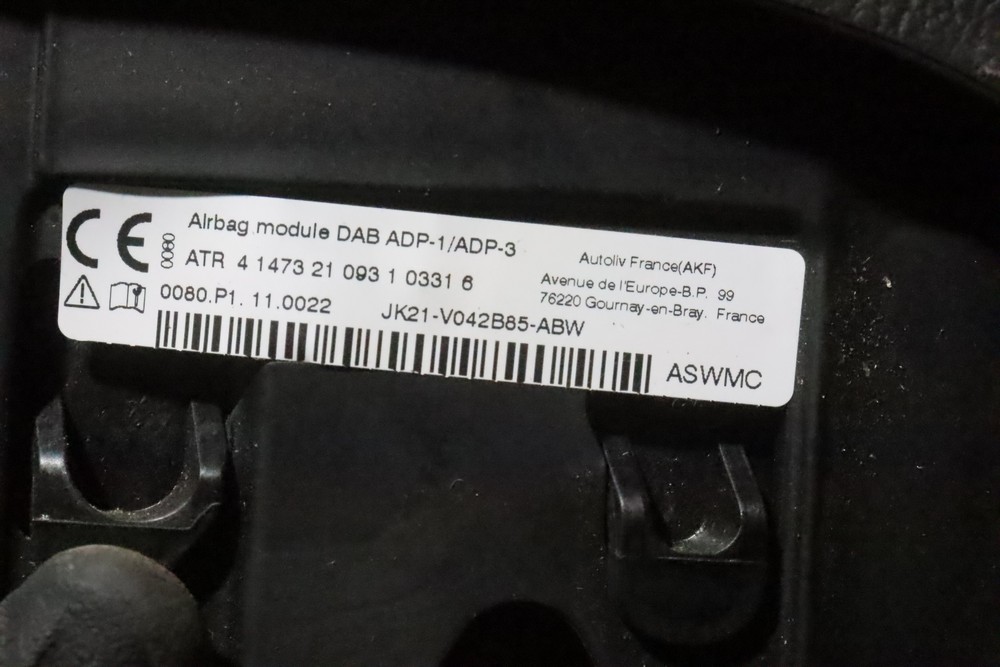 CE 0080
Airbag module DAB ADP-1/ADP-3
ATR 4 1473 21 093 1 0331 6
0080.P1. 11.0022
JK21-V042B85-ABW
Autoliv France(AKF)
Avenue de l'Europe-B.P. 99
76220 Gournay-en-Bray. France
ASWMC